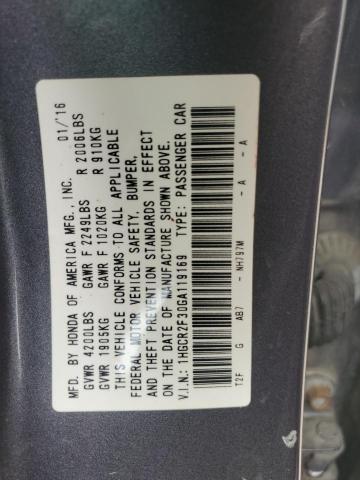 MFD. BY HONDA OF AMERICA MFG., INC. 01/'16
GVWR 4200LBS GAWR F 2249LBS R 2006LBS
GVWR 1905KG GAWR F 1020KG R 910KG
THIS VEHICLE CONFORMS TO ALL APPLICABLE
FEDERAL MOTOR VEHICLE SAFETY, BUMPER,
AND THEFT PREVENTION STANDARDS IN EFFECT
ON THE DATE OF MANUFACTURE SHOWN ABOVE.
V.I.N.: 1HGCR2F30GA119169 TYPE: PASSENGER CAR
T2F G AB7 - NH797M - A - A